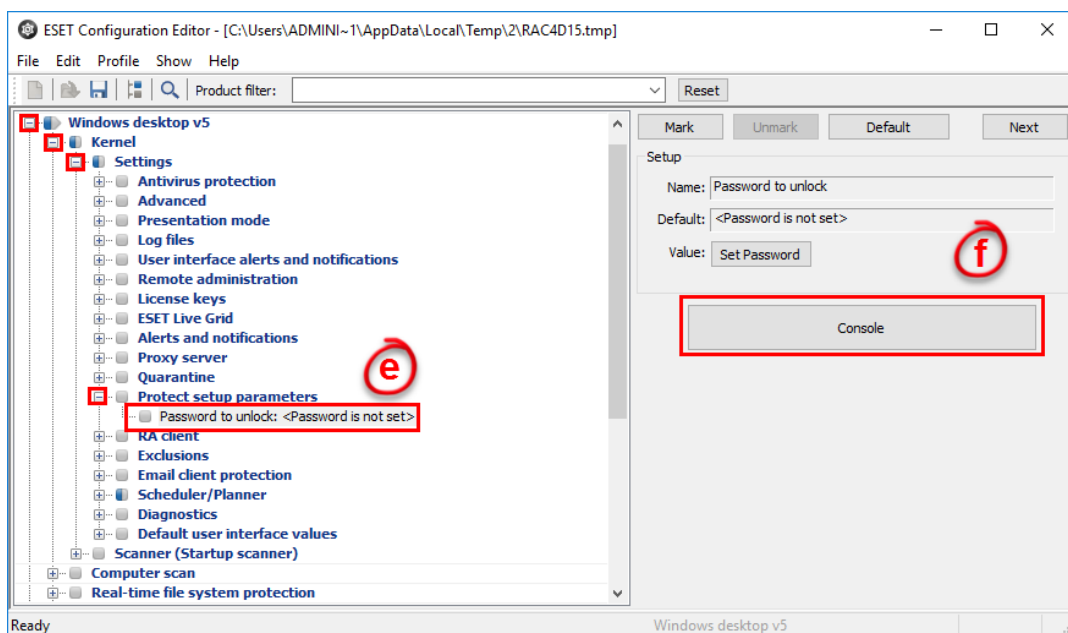 ESET Configuration Editor - [C:\Users\ADMINI~1\AppData\Local\Temp\2\RAC4D15.tmp]
File Edit Profile Show Help
Product filter: Reset
Windows desktop v5
Kernel
Settings
Antivirus protection
Advanced
Presentation mode
Log files
User interface alerts and notifications
Remote administration
License keys
ESET Live Grid
Alerts and notifications
Proxy server
Quarantine
Protect setup parameters
Password to unlock: <Password is not set>
RA client
Exclusions
Email client protection
Scheduler/Planner
Diagnostics
Default user interface values
Scanner (Startup scanner)
Computer scan
Real-time file system protection
e
Mark Unmark Default Next
Setup
Name: Password to unlock
Default: <Password is not set>
Value: Set Password
f
Console
Ready Windows desktop v5